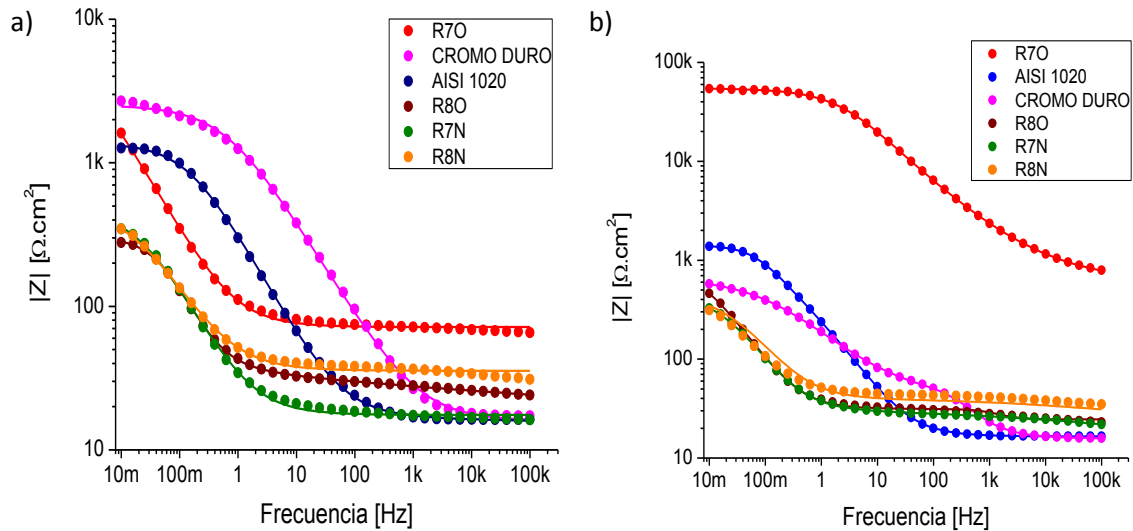 a)
10k
1k
100
10
|Z| [Ω.cm²]
10m 100m 1 10 100 1k 10k 100k
Frecuencia [Hz]
R7O
CROMO DURO
AISI 1020
R8O
R7N
R8N
b)
100k
10k
1k
100
10
|Z| [Ω.cm²]
10m 100m 1 10 100 1k 10k 100k
Frecuencia [Hz]
R7O
AISI 1020
CROMO DURO
R8O
R7N
R8N